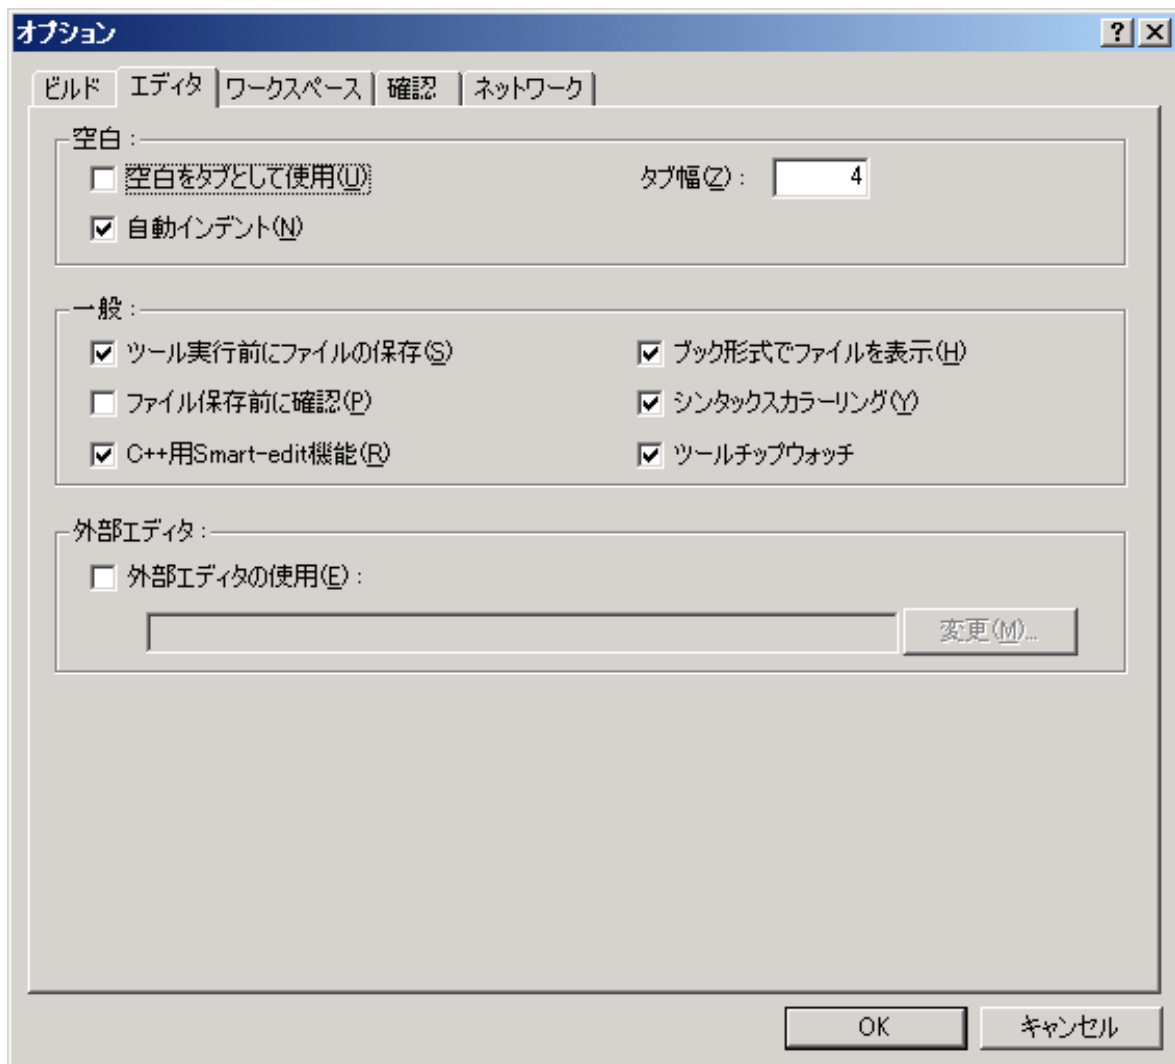 オプション
ビルド エディタ ワークスペース 確認 ネットワーク
空白:
空白をタブとして使用(U) タブ幅(Z): 4
自動インデント(N)
一般:
ツール実行前にファイルの保存(S) ブック形式でファイルを表示(H)
ファイル保存前に確認(P) シンタックスカラーリング(Y)
C++用Smart-edit機能(R) ツールチップウォッチ
外部エディタ:
外部エディタの使用(E):
変更(M)...
OK キャンセル